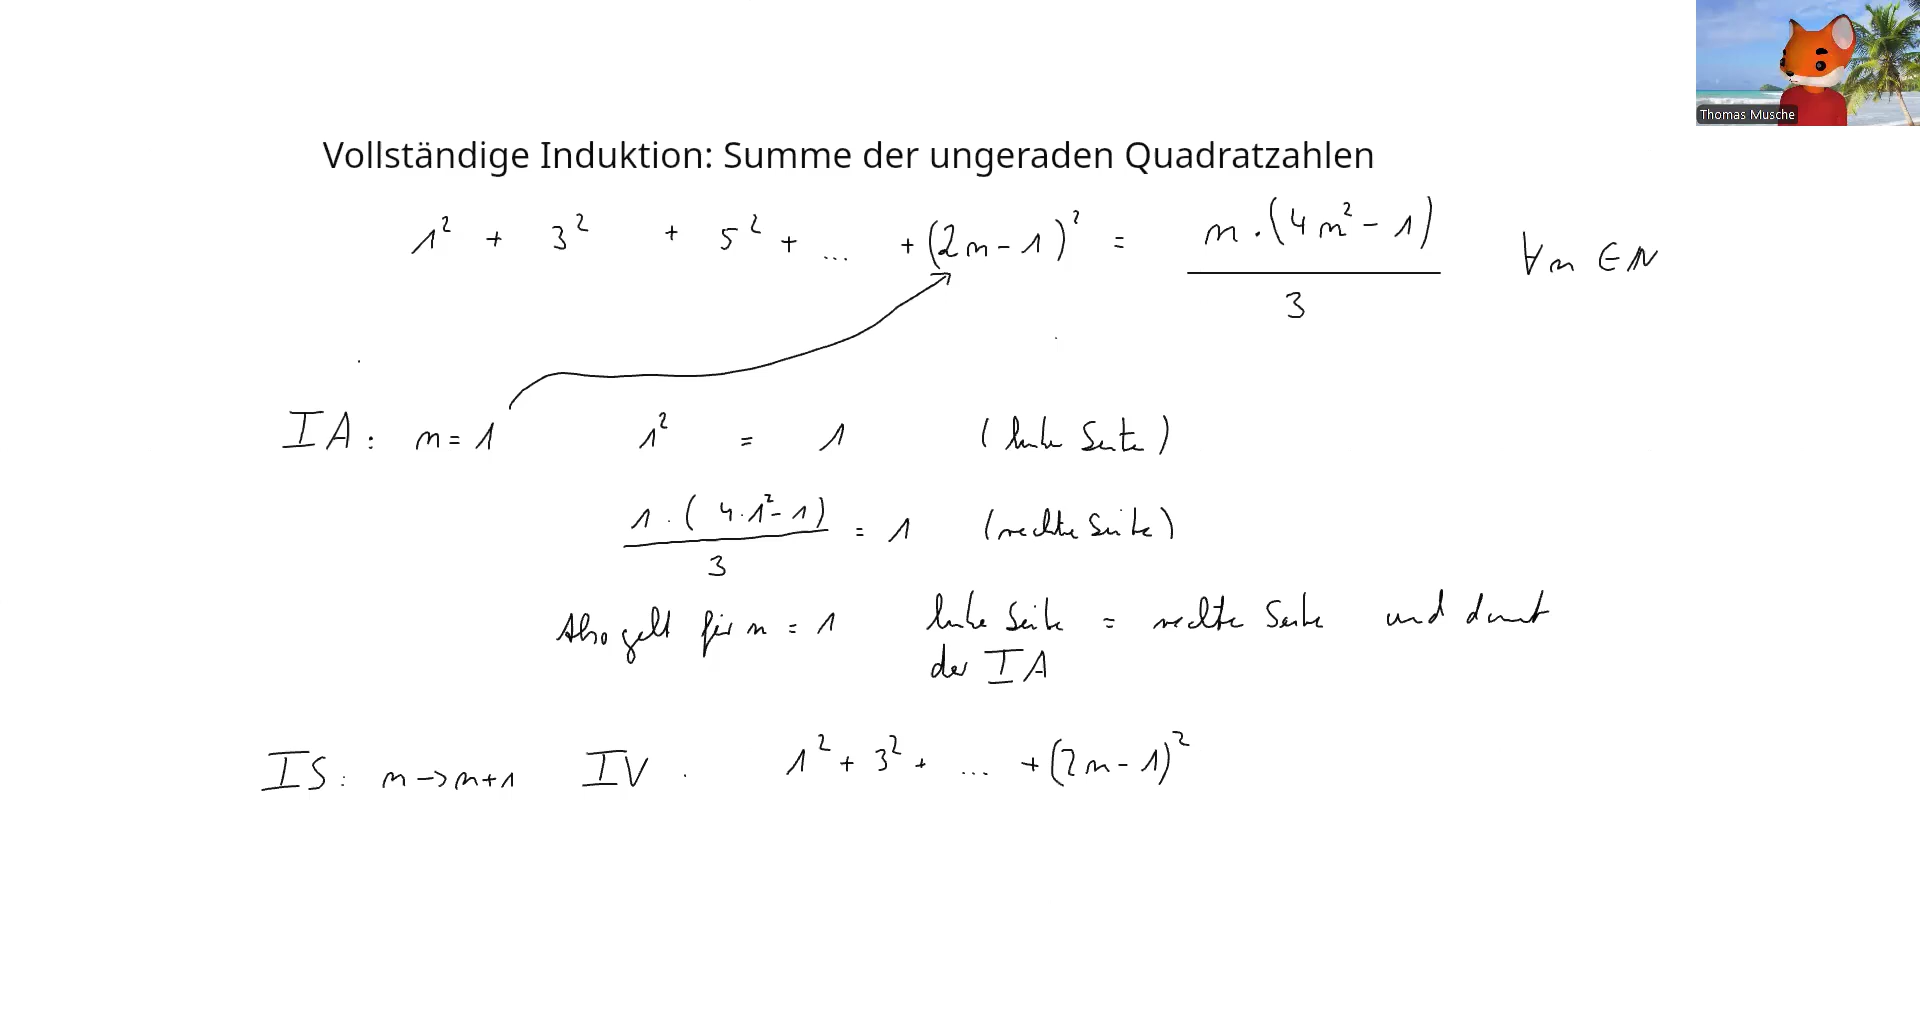 Thomas Musche
Vollständige Induktion: Summe der ungeraden Quadratzahlen
1² + 3² + 5² + ... + (2n - 1)² = n · (4n² - 1) / 3 ∀n ∈ ℕ
IA: n = 1 1² = 1 (linke Seite)
1 · (4 · 1² - 1) / 3 = 1 (rechte Seite)
Also gilt für n = 1 linke Seite = rechte Seite und damit
der IA
IS: n → n+1 IV. 1² + 3² + ... + (2n - 1)²